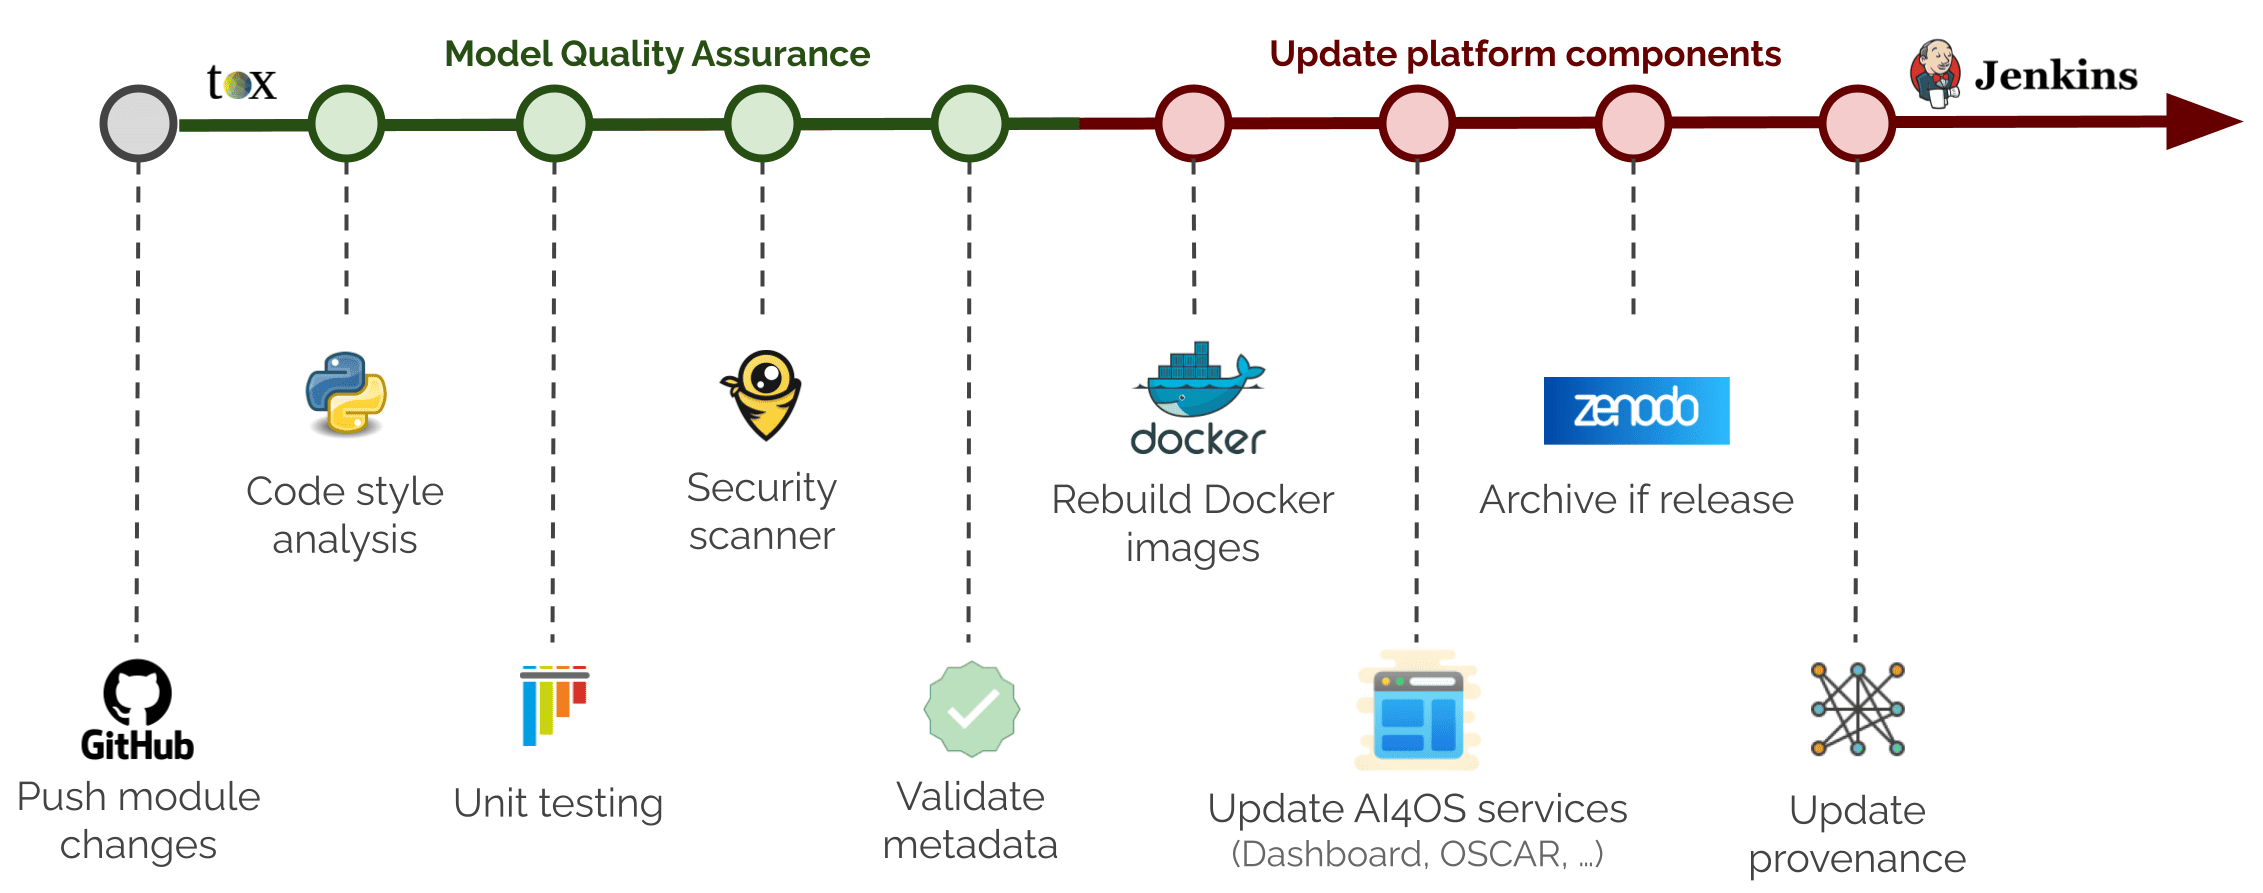 Model Quality Assurance
Update platform components
tox
Jenkins
docker
zenodo
Code style
analysis
Security
scanner
Rebuild Docker
images
Archive if release
GitHub
Push module
changes
Unit testing
Validate
metadata
Update AI4OS services
(Dashboard, OSCAR, ...)
Update
provenance